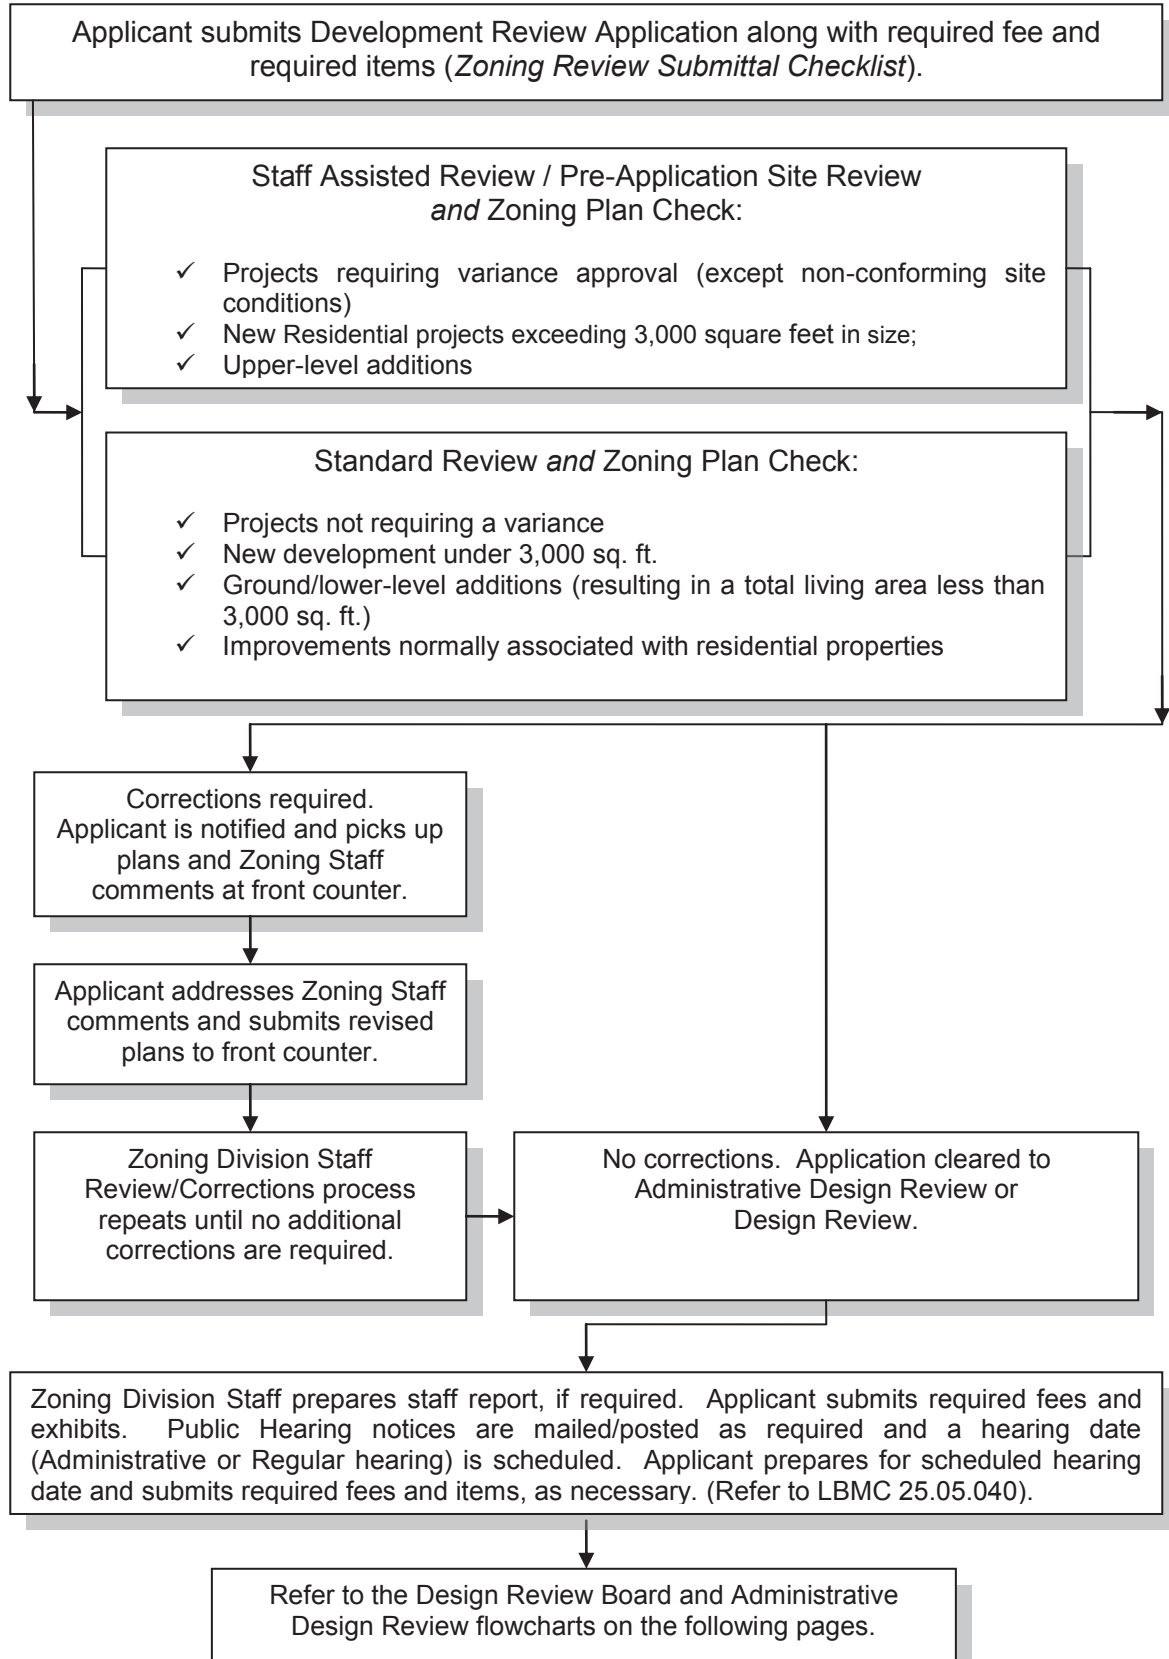 Applicant submits Development Review Application along with required fee and
required items (Zoning Review Submittal Checklist).
Staff Assisted Review / Pre-Application Site Review
and Zoning Plan Check:
✓ Projects requiring variance approval (except non-conforming site
conditions)
✓ New Residential projects exceeding 3,000 square feet in size;
✓ Upper-level additions
Standard Review and Zoning Plan Check:
✓ Projects not requiring a variance
✓ New development under 3,000 sq. ft.
✓ Ground/lower-level additions (resulting in a total living area less than
3,000 sq. ft.)
✓ Improvements normally associated with residential properties
Corrections required.
Applicant is notified and picks up
plans and Zoning Staff
comments at front counter.
Applicant addresses Zoning Staff
comments and submits revised
plans to front counter.
Zoning Division Staff
Review/Corrections process
repeats until no additional
corrections are required.
No corrections. Application cleared to
Administrative Design Review or
Design Review.
Zoning Division Staff prepares staff report, if required. Applicant submits required fees and
exhibits. Public Hearing notices are mailed/posted as required and a hearing date
(Administrative or Regular hearing) is scheduled. Applicant prepares for scheduled hearing
date and submits required fees and items, as necessary. (Refer to LBMC 25.05.040).
Refer to the Design Review Board and Administrative
Design Review flowcharts on the following pages.